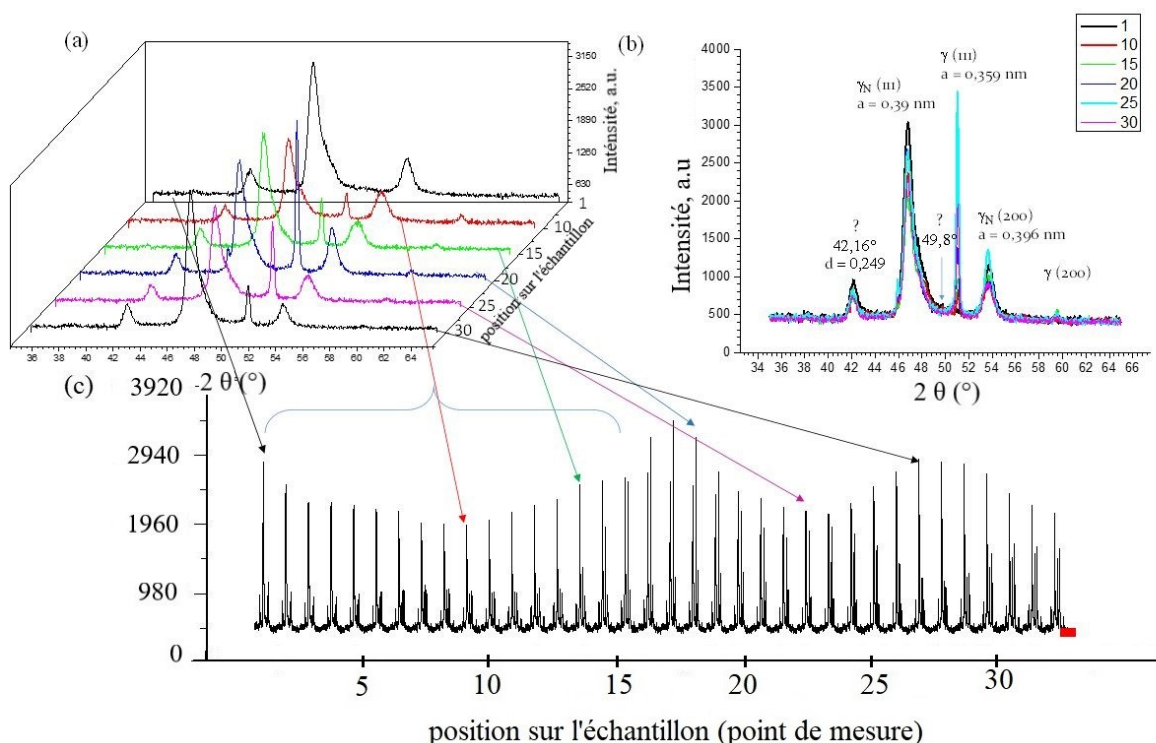 (a)
3150
2520
1890
1260
630
1
Inténsité, a.u.
10
15
20
25
30
position sur l'échantillon
36 38 40 42 44 46 48 50 52 54 56 58 60 62 64
2 θ (°)
(b)
1
10
15
20
25
30
4000
3500
3000
2500
2000
1500
1000
500
0
Intensité, a.u
γN (111)
a = 0,39 nm
γ (111)
a = 0,359 nm
?
42,16°
d = 0,249
?
49,8°
γN (200)
a = 0,396 nm
γ (200)
34 36 38 40 42 44 46 48 50 52 54 56 58 60 62 64 66
2 θ (°)
(c)
3920
2940
1960
980
0
5 10 15 20 25 30
position sur l'échantillon (point de mesure)